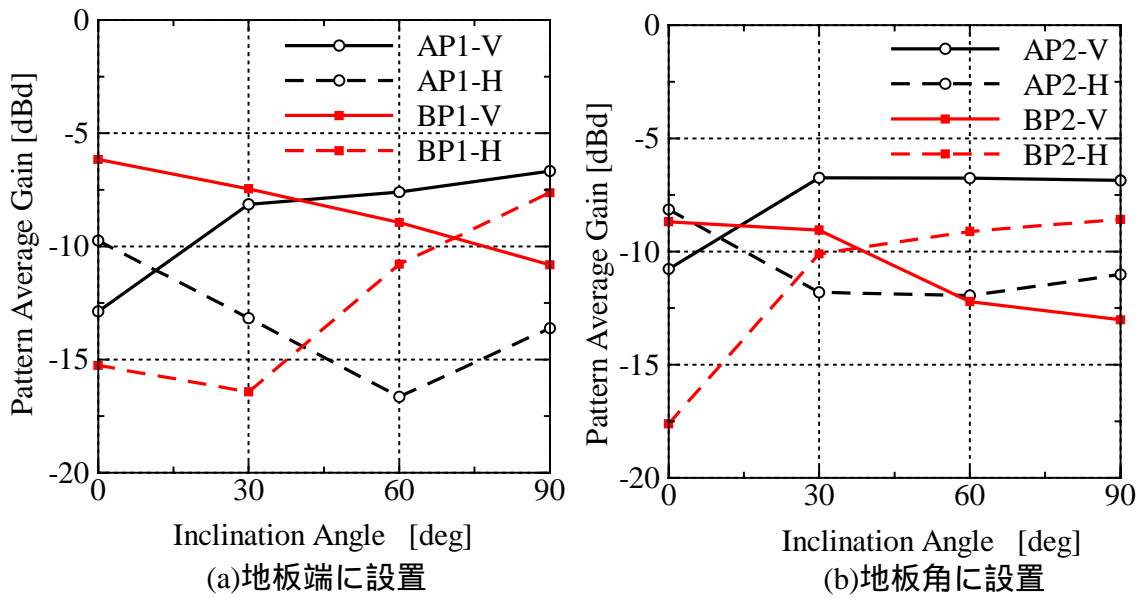 0
-5
-10
-15
-20
Pattern Average Gain [dBd]
AP1-V
AP1-H
BP1-V
BP1-H
0 30 60 90
Inclination Angle [deg]
(a)地板端に設置
0
-5
-10
-15
-20
Pattern Average Gain [dBd]
AP2-V
AP2-H
BP2-V
BP2-H
0 30 60 90
Inclination Angle [deg]
(b)地板角に設置